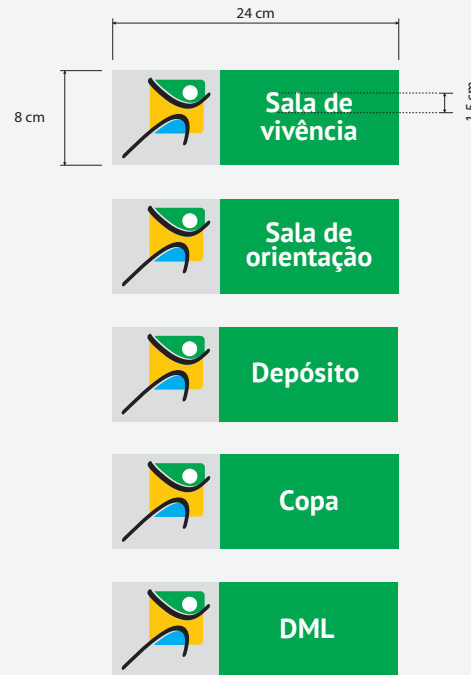 24 cm
8 cm
1,5 cm
Sala de
vivência
Sala de
orientação
Depósito
Copa
DML